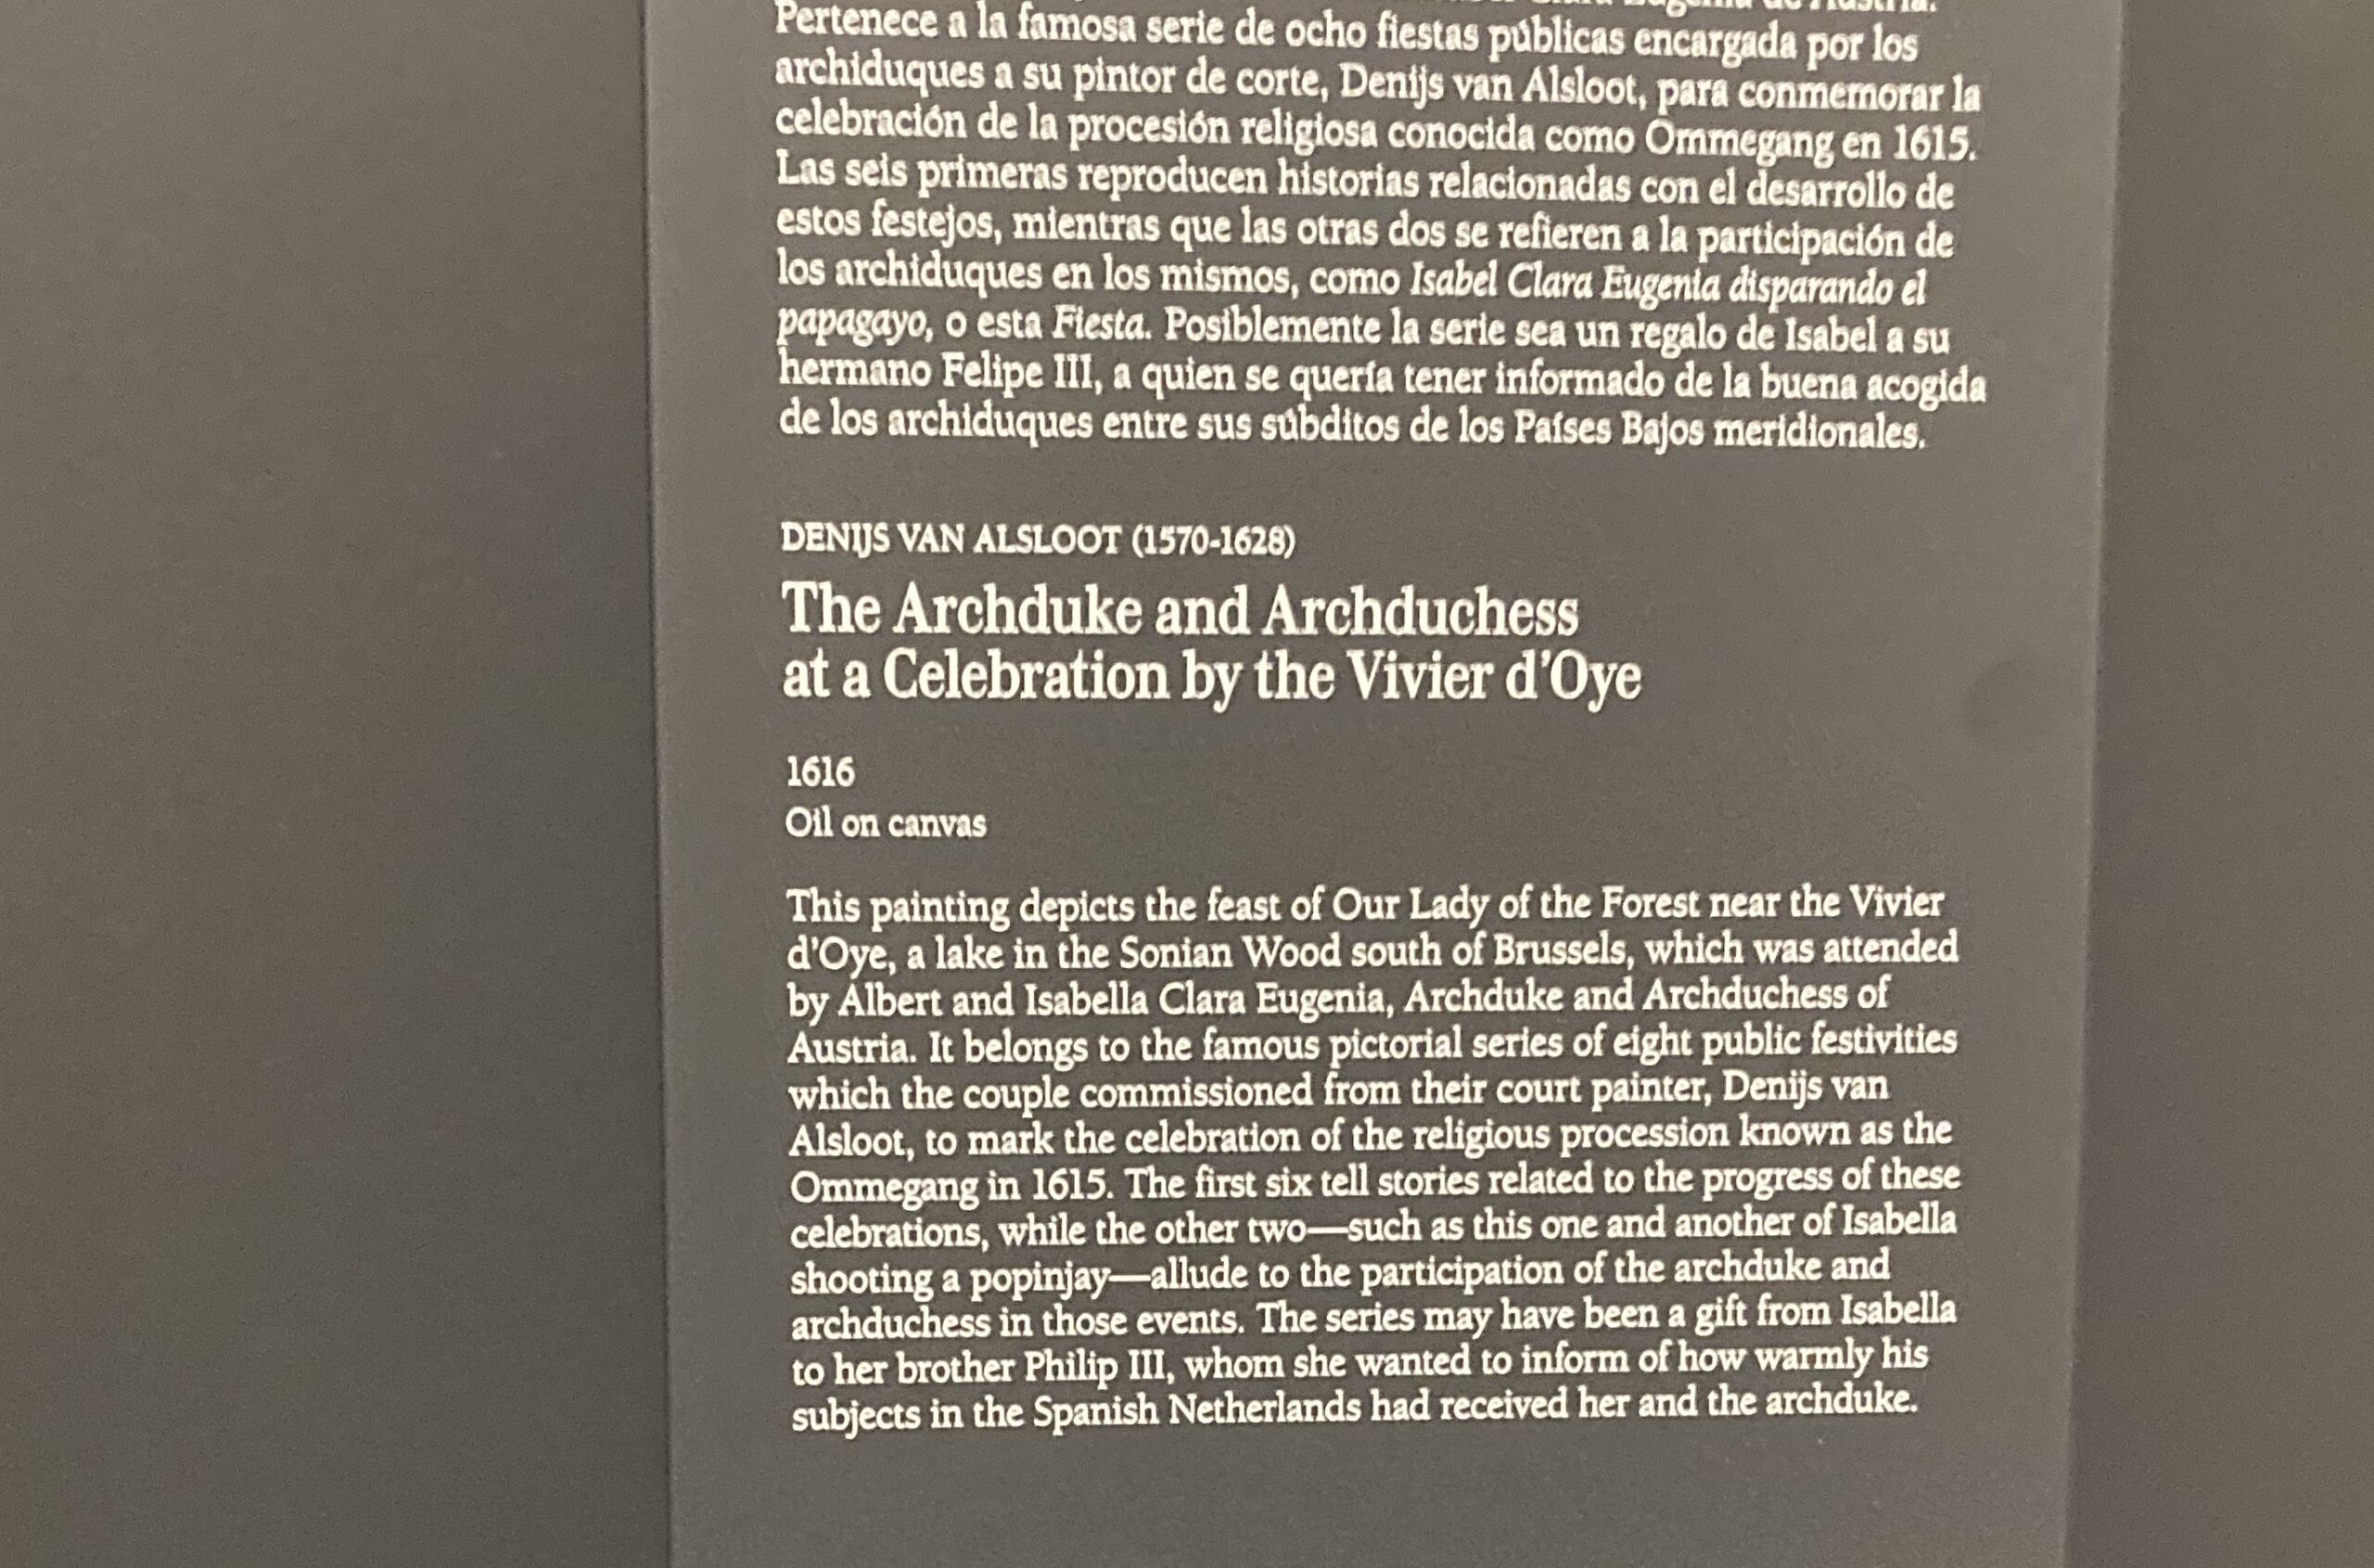 Clara Eugenia de Austria.
Pertenece a la famosa serie de ocho fiestas públicas encargada por los
archiduques a su pintor de corte, Denijs van Alsloot, para conmemorar la
celebración de la procesión religiosa conocida como Ommegang en 1615.
Las seis primeras reproducen historias relacionadas con el desarrollo de
estos festejos, mientras que las otras dos se refieren a la participación de
los archiduques en los mismos, como Isabel Clara Eugenia disparando el
papagayo, o esta Fiesta. Posiblemente la serie sea un regalo de Isabel a su
hermano Felipe III, a quien se quería tener informado de la buena acogida
de los archiduques entre sus súbditos de los Países Bajos meridionales.
DENIJS VAN ALSLOOT (1570-1628)
The Archduke and Archduchess
at a Celebration by the Vivier d'Oye
1616
Oil on canvas
This painting depicts the feast of Our Lady of the Forest near the Vivier
d'Oye, a lake in the Sonian Wood south of Brussels, which was attended
by Albert and Isabella Clara Eugenia, Archduke and Archduchess of
Austria. It belongs to the famous pictorial series of eight public festivities
which the couple commissioned from their court painter, Denijs van
Alsloot, to mark the celebration of the religious procession known as the
Ommegang in 1615. The first six tell stories related to the progress of these
celebrations, while the other two—such as this one and another of Isabella
shooting a popinjay—allude to the participation of the archduke and
archduchess in those events. The series may have been a gift from Isabella
to her brother Philip III, whom she wanted to inform of how warmly his
subjects in the Spanish Netherlands had received her and the archduke.